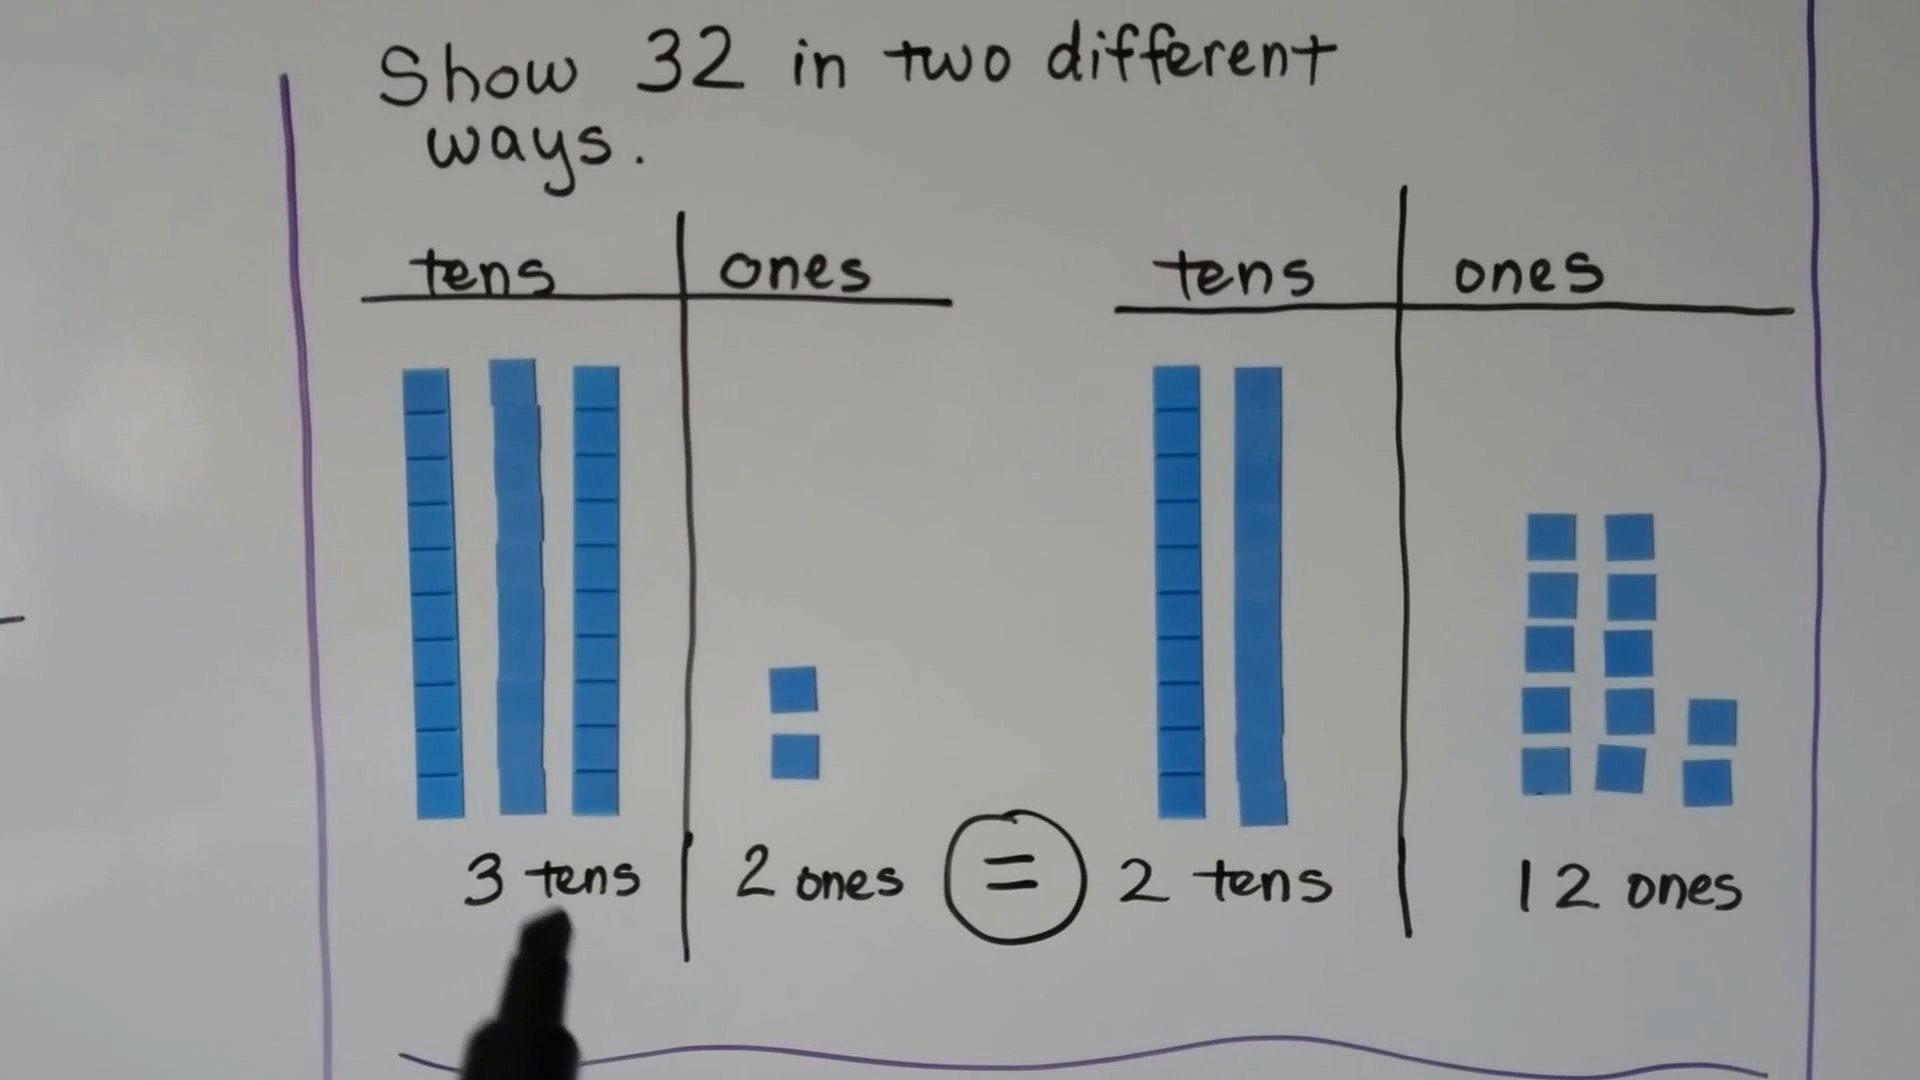 Show 32 in two different
ways.
tens ones tens ones
3 tens 2 ones = 2 tens 12 ones